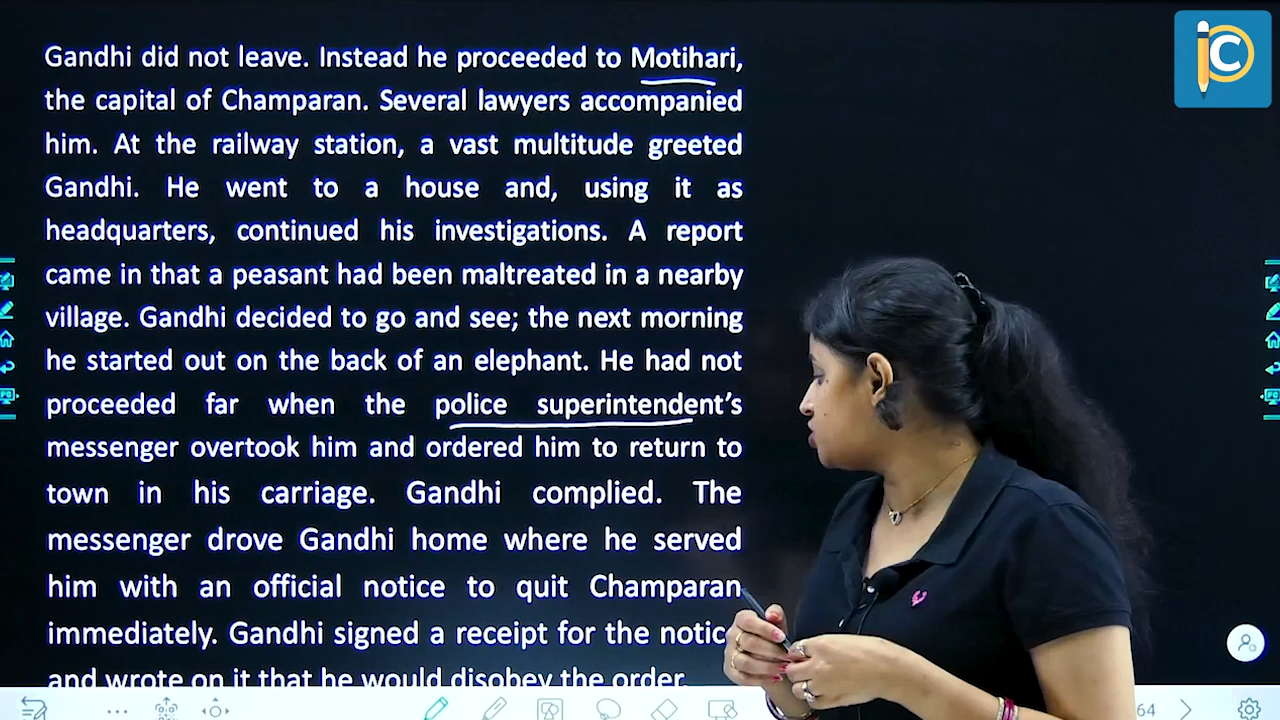 Gandhi did not leave. Instead he proceeded to Motihari,
the capital of Champaran. Several lawyers accompanied
him. At the railway station, a vast multitude greeted
Gandhi. He went to a house and, using it as
headquarters, continued his investigations. A report
came in that a peasant had been maltreated in a nearby
village. Gandhi decided to go and see; the next morning
he started out on the back of an elephant. He had not
proceeded far when the police superintendent’s
messenger overtook him and ordered him to return to
town in his carriage. Gandhi complied. The
messenger drove Gandhi home where he served
him with an official notice to quit Champaran
immediately. Gandhi signed a receipt for the notic
and wrote on it that he would disobey the order.
64